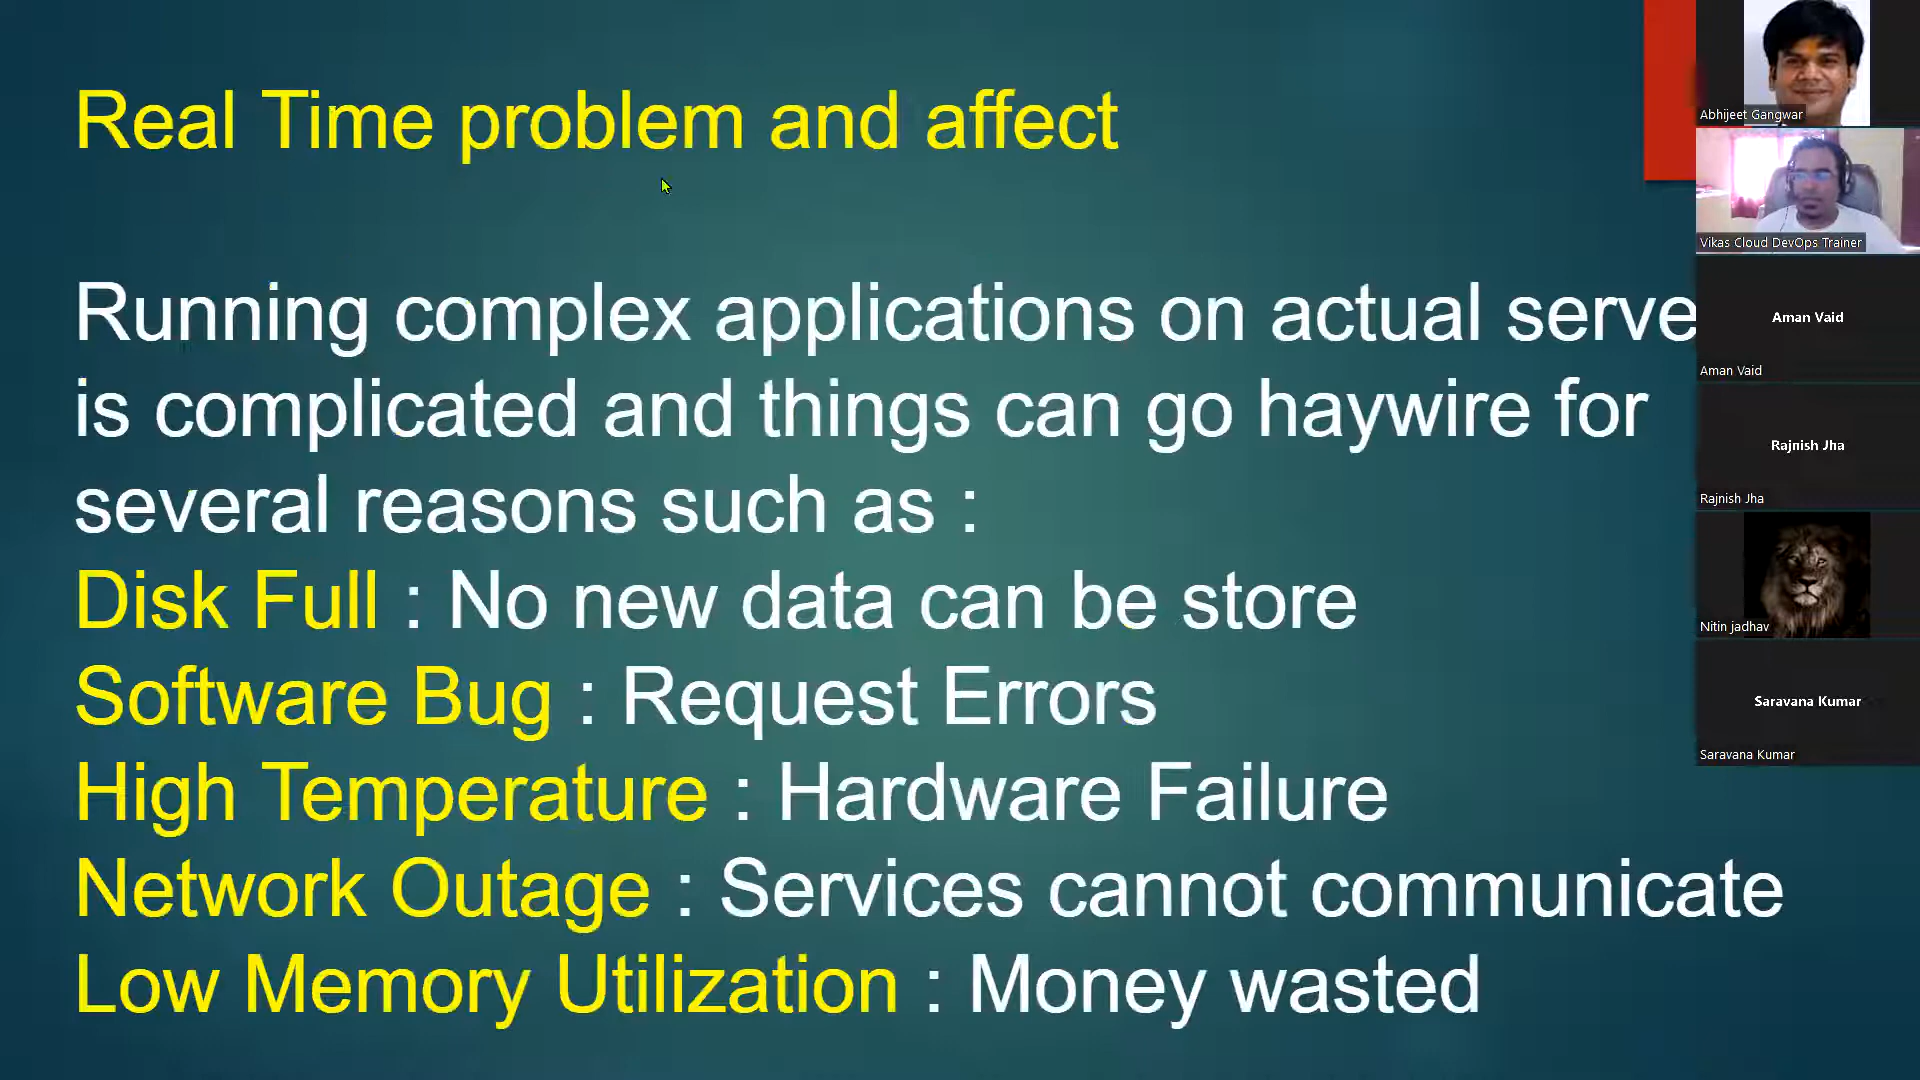 Real Time problem and affect
Running complex applications on actual serve
is complicated and things can go haywire for
several reasons such as :
Disk Full : No new data can be store
Software Bug : Request Errors
High Temperature : Hardware Failure
Network Outage : Services cannot communicate
Low Memory Utilization : Money wasted
Abhijeet Gangwar
Vikas Cloud DevOps Trainer
Aman Vaid
Aman Vaid
Rajnish Jha
Rajnish Jha
Nitin jadhav
Saravana Kumar
Saravana Kumar